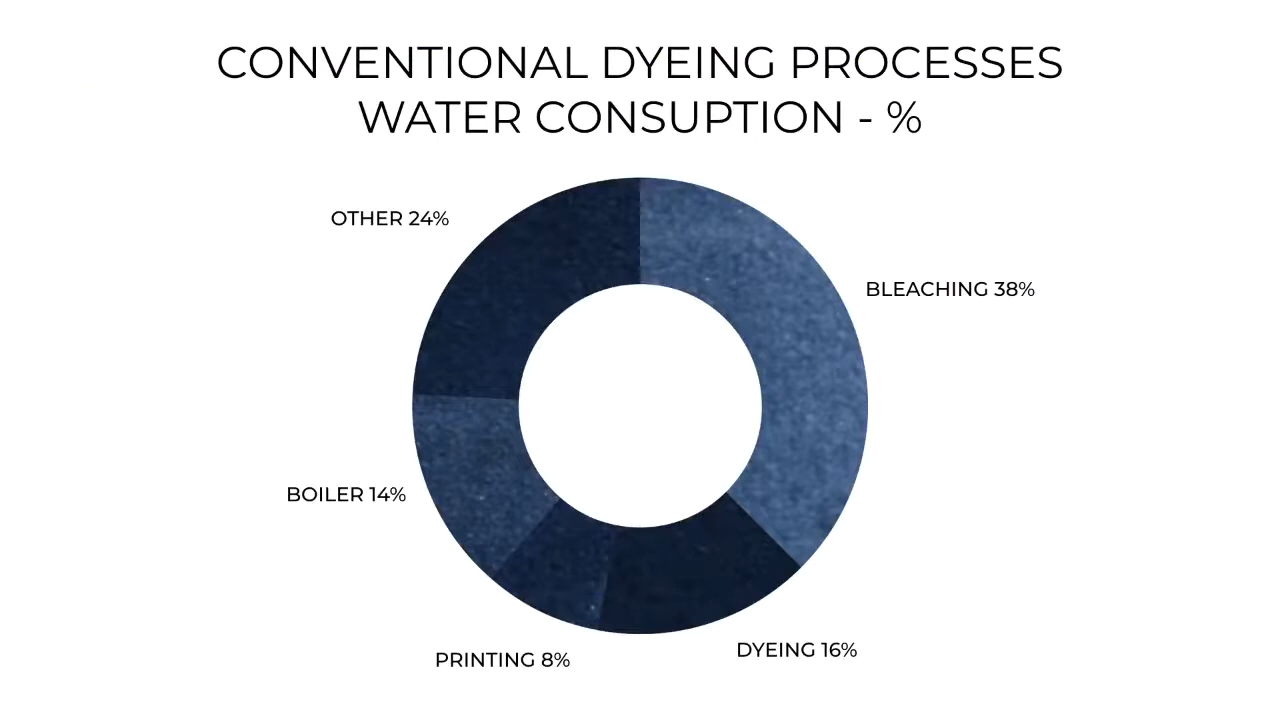 CONVENTIONAL DYEING PROCESSES
WATER CONSUPTION - %
OTHER 24%
BLEACHING 38%
BOILER 14%
DYEING 16%
PRINTING 8%